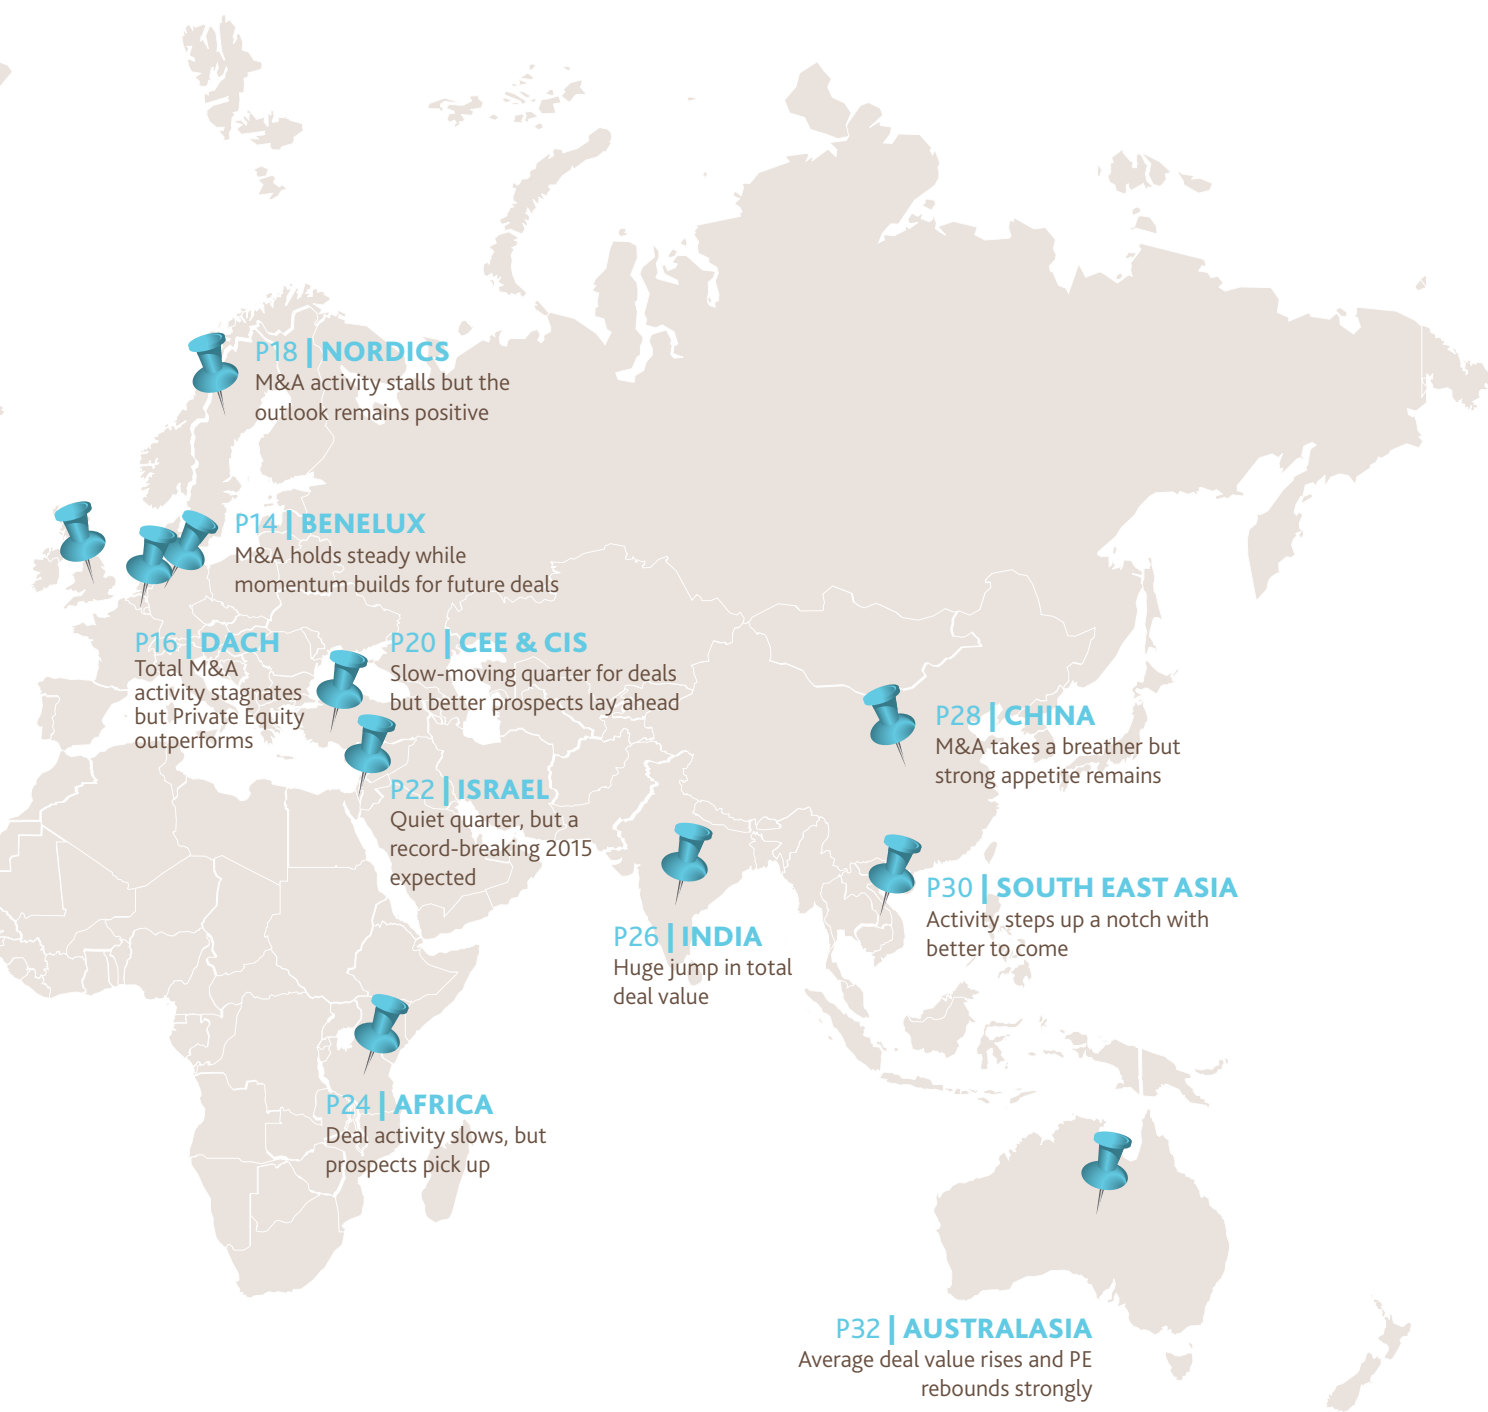 P18 | NORDICS
M&A activity stalls but the
outlook remains positive
P14 | BENELUX
M&A holds steady while
momentum builds for future deals
P16 | DACH
Total M&A
activity stagnates
but Private Equity
outperforms
P20 | CEE & CIS
Slow-moving quarter for deals
but better prospects lay ahead
P22 | ISRAEL
Quiet quarter, but a
record-breaking 2015
expected
P28 | CHINA
M&A takes a breather but
strong appetite remains
P30 | SOUTH EAST ASIA
Activity steps up a notch with
better to come
P26 | INDIA
Huge jump in total
deal value
P24 | AFRICA
Deal activity slows, but
prospects pick up
P32 | AUSTRALASIA
Average deal value rises and PE
rebounds strongly